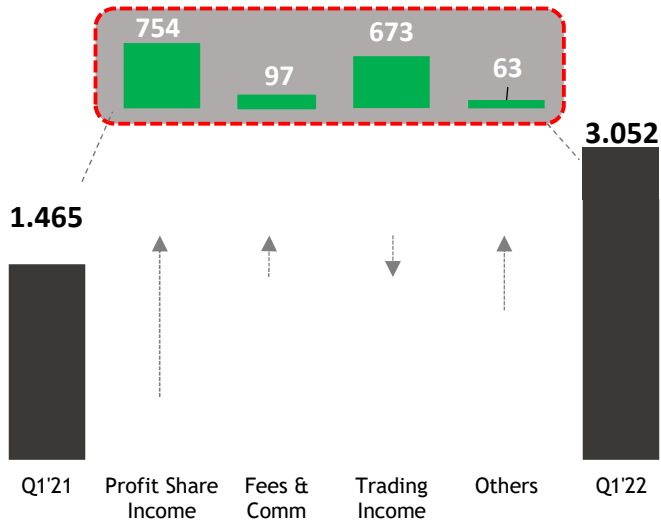 754
97
673
63
3.052
1.465
Q1'21
Profit Share
Income
Fees &
Comm
Trading
Income
Others
Q1'22